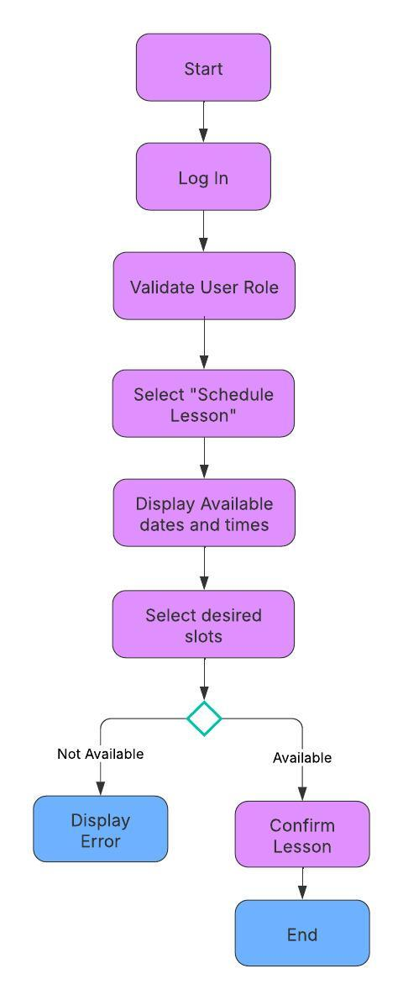 Start
Log In
Validate User Role
Select "Schedule
Lesson"
Display Available
dates and times
Select desired
slots
Not Available
Available
Display
Error
Confirm
Lesson
End